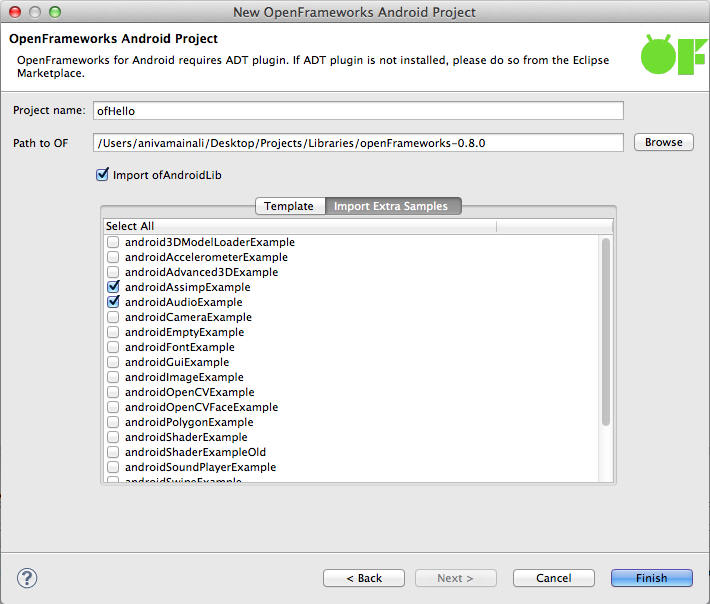 New OpenFrameworks Android Project
OpenFrameworks Android Project
OpenFrameworks for Android requires ADT plugin. If ADT plugin is not installed, please do so from the Eclipse
Marketplace.
Project name: ofHello
Path to OF /Users/anivamainali/Desktop/Projects/Libraries/openFrameworks-0.8.0 Browse
Import ofAndroidLib
Template Import Extra Samples
Select All
android3DModelLoaderExample
androidAccelerometerExample
androidAdvanced3DExample
androidAssimpExample
androidAudioExample
androidCameraExample
androidEmptyExample
androidFontExample
androidGuiExample
androidImageExample
androidOpenCVExample
androidOpenCVFaceExample
androidPolygonExample
androidShaderExample
androidShaderExampleOld
androidSoundPlayerExample
androidSwipeExample
? < Back Next > Cancel Finish